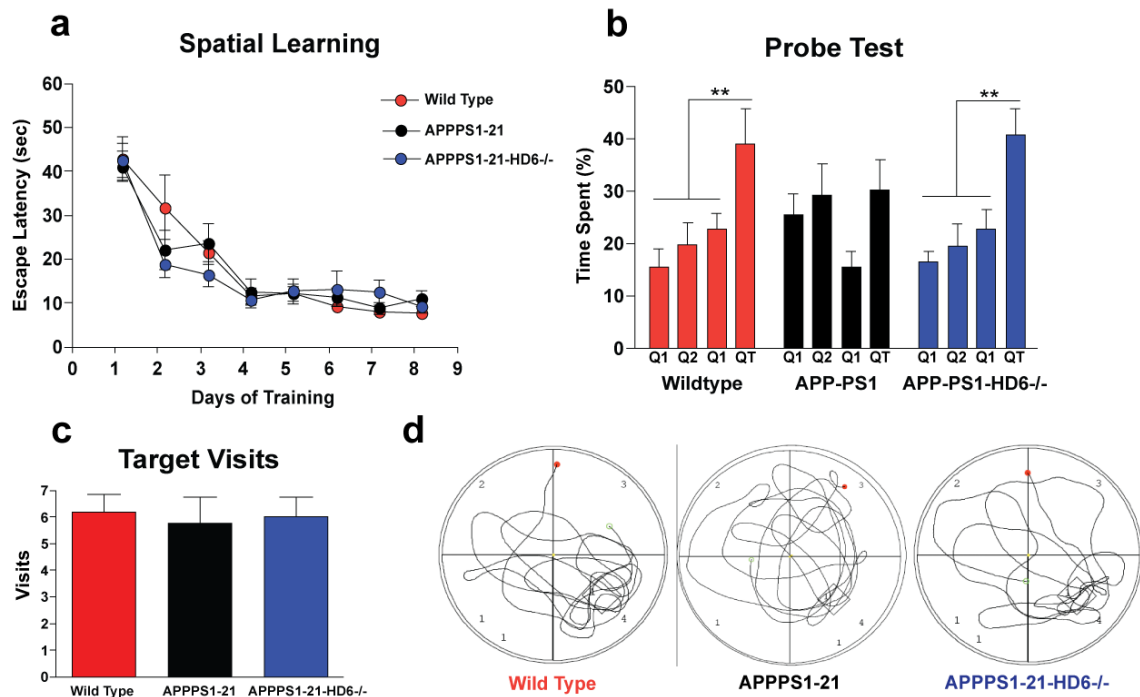 a
Spatial Learning
60
50
40
30
20
10
0
Escape Latency (sec)
0 1 2 3 4 5 6 7 8 9
Days of Training
Wild Type
APPPS1-21
APPPS1-21-HD6-/-
b
Probe Test
50
40
30
20
10
0
Time Spent (%)
**
**
Q1 Q2 Q1 QT Q1 Q2 Q1 QT Q1 Q2 Q1 QT
Wildtype APP-PS1 APP-PS1-HD6-/-
c
Target Visits
7
6
5
4
3
2
1
0
Visits
Wild Type APPPS1-21 APPPS1-21-HD6-/-
d
2 3
1 4
1
Wild Type
2 3
1 4
1
APPPS1-21
2 3
1 4
1
APPPS1-21-HD6-/-